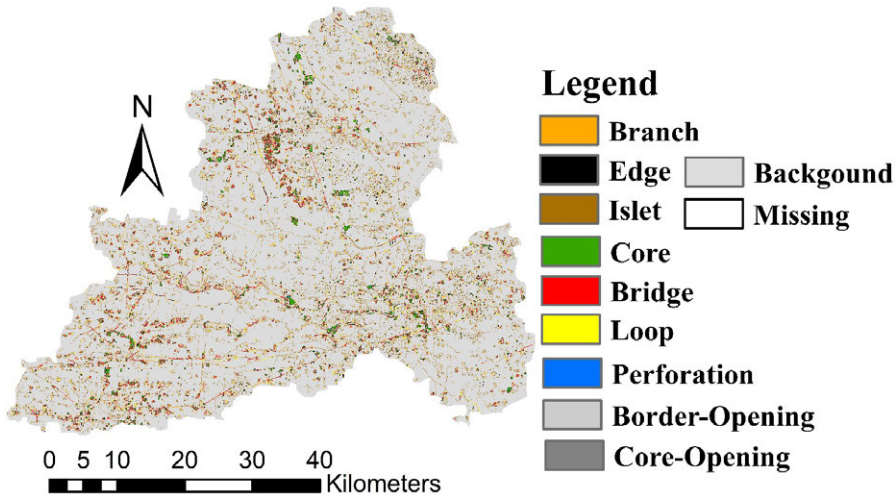 N
Legend
Branch
Edge
Backgound
Islet
Missing
Core
Bridge
Loop
Perforation
Border-Opening
Core-Opening
0 5 10 20 30 40
Kilometers